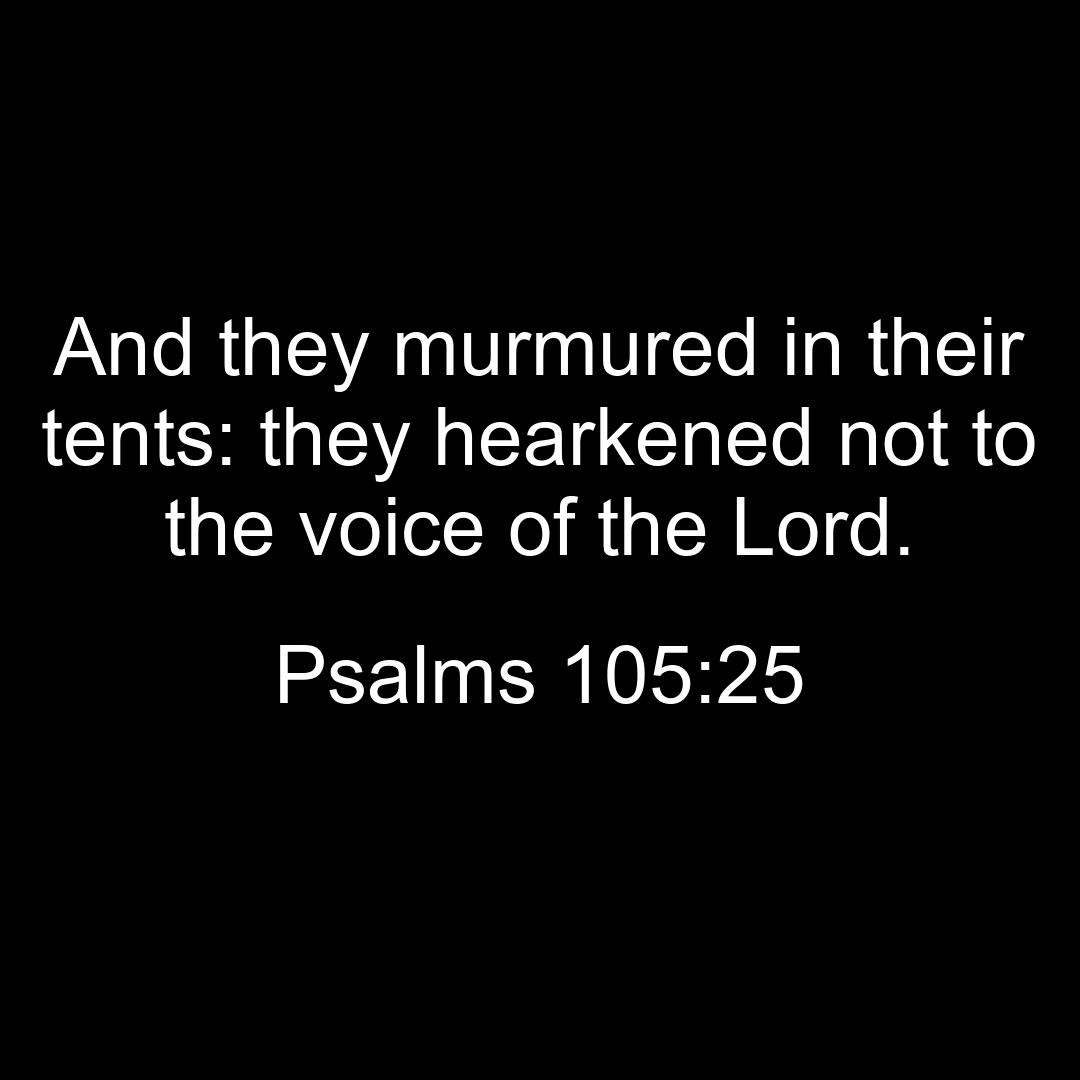 And they murmured in their
tents: they hearkened not to
the voice of the Lord.
Psalms 105:25